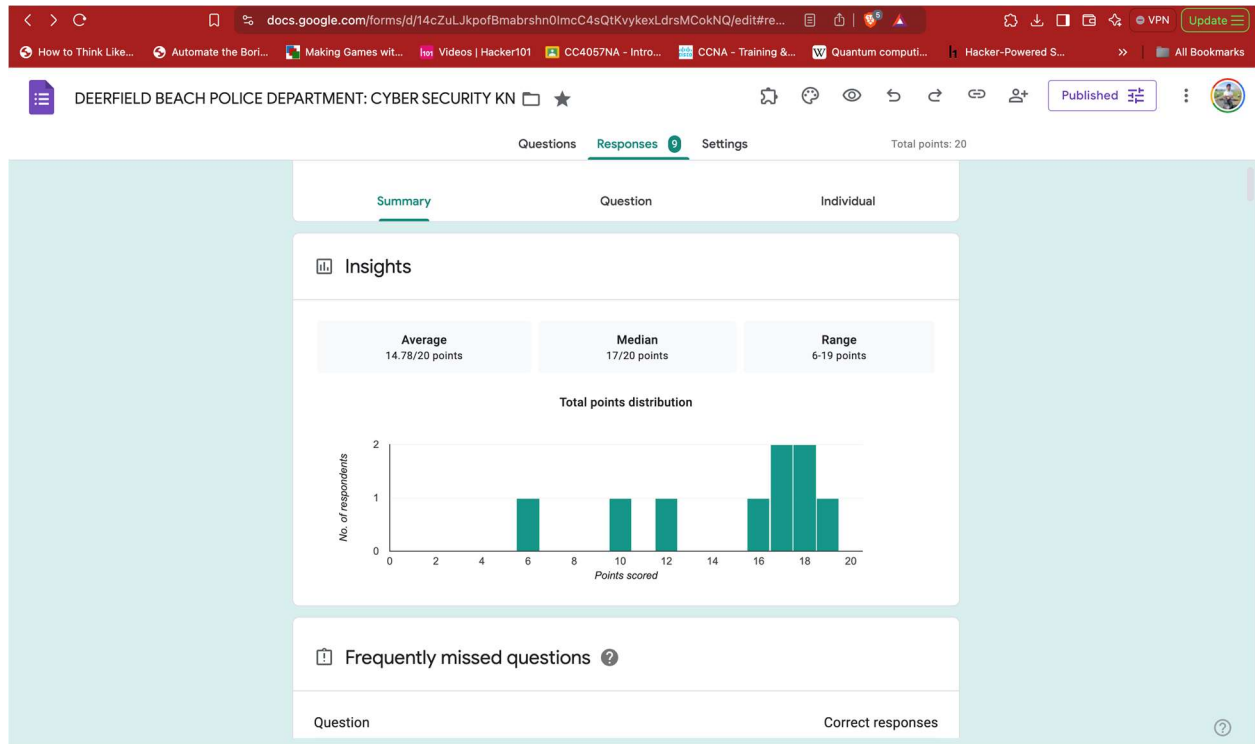 docs.google.com/forms/d/14cZuLJkpofBmabrshn0ImcC4sQtKvykexLdrsMCokNQ/edit#re... 5 VPN Update
How to Think Like... Automate the Bori... Making Games wit... Videos | Hacker101 CC4057NA - Intro... CCNA - Training &... Quantum computi... Hacker-Powered S... » All Bookmarks
DEERFIELD BEACH POLICE DEPARTMENT: CYBER SECURITY KN Published
Questions Responses 9 Settings Total points: 20
Summary Question Individual
Insights
Average Median Range
14.78/20 points 17/20 points 6-19 points
Total points distribution
No. of respondents
2
1
0
0 2 4 6 8 10 12 14 16 18 20
Points scored
Frequently missed questions
Question Correct responses